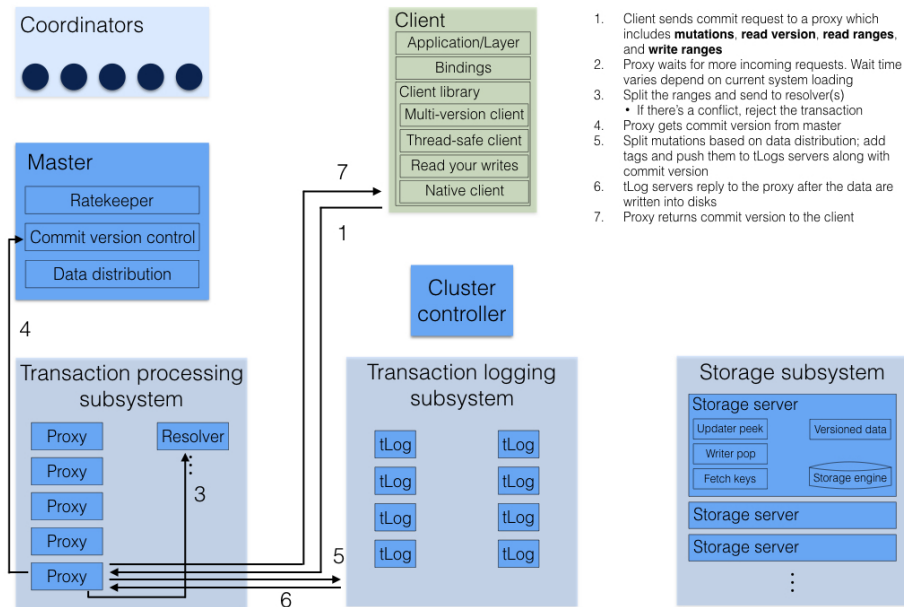 Coordinators
Client
Application/Layer
Bindings
Client library
Multi-version client
Thread-safe client
Read your writes
Native client
1. Client sends commit request to a proxy which
includes mutations, read version, read ranges,
and write ranges
2. Proxy waits for more incoming requests. Wait time
varies depend on current system loading
3. Split the ranges and send to resolver(s)
• If there's a conflict, reject the transaction
4. Proxy gets commit version from master
5. Split mutations based on data distribution; add
tags and push them to tLogs servers along with
commit version
6. tLog servers reply to the proxy after the data are
written into disks
7. Proxy returns commit version to the client
Master
Ratekeeper
Commit version control
Data distribution
7
1
4
Cluster
controller
Transaction processing
subsystem
Proxy
Proxy
Proxy
Proxy
Proxy
Resolver
⋮
3
5
6
Transaction logging
subsystem
tLog
tLog
tLog
tLog
tLog
tLog
tLog
tLog
Storage subsystem
Storage server
Updater peek
Versioned data
Writer pop
Fetch keys
Storage engine
Storage server
Storage server
⋮